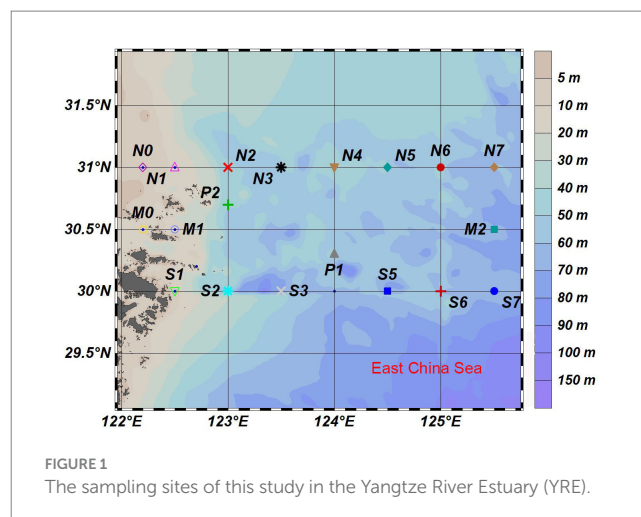 31.5°N
31°N
30.5°N
30°N
29.5°N
122°E
123°E
124°E
125°E
N0
N1
N2
N3
N4
N5
N6
N7
P2
M0
M1
M2
S1
S2
S3
P1
S5
S6
S7
East China Sea
5 m
10 m
20 m
30 m
40 m
50 m
60 m
70 m
80 m
90 m
100 m
150 m
FIGURE 1
The sampling sites of this study in the Yangtze River Estuary (YRE).